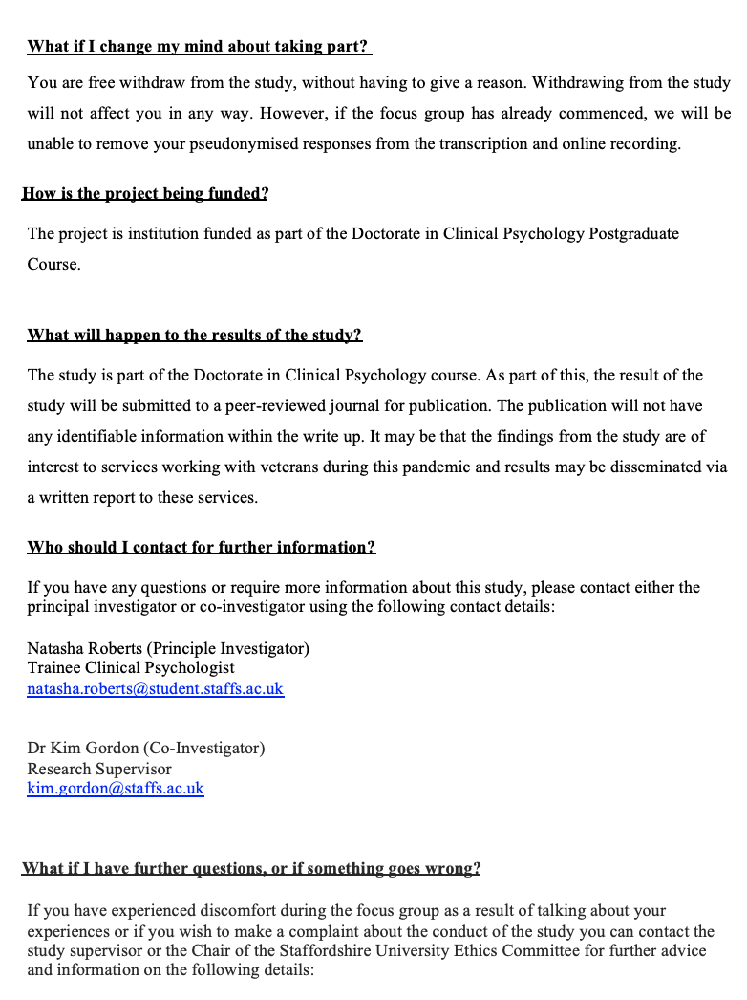 What if I change my mind about taking part?
You are free withdraw from the study, without having to give a reason. Withdrawing from the study
will not affect you in any way. However, if the focus group has already commenced, we will be
unable to remove your pseudonymised responses from the transcription and online recording.
How is the project being funded?
The project is institution funded as part of the Doctorate in Clinical Psychology Postgraduate
Course.
What will happen to the results of the study?
The study is part of the Doctorate in Clinical Psychology course. As part of this, the result of the
study will be submitted to a peer-reviewed journal for publication. The publication will not have
any identifiable information within the write up. It may be that the findings from the study are of
interest to services working with veterans during this pandemic and results may be disseminated via
a written report to these services.
Who should I contact for further information?
If you have any questions or require more information about this study, please contact either the
principal investigator or co-investigator using the following contact details:
Natasha Roberts (Principle Investigator)
Trainee Clinical Psychologist
natasha.roberts@student.staffs.ac.uk
Dr Kim Gordon (Co-Investigator)
Research Supervisor
kim.gordon@staffs.ac.uk
What if I have further questions, or if something goes wrong?
If you have experienced discomfort during the focus group as a result of talking about your
experiences or if you wish to make a complaint about the conduct of the study you can contact the
study supervisor or the Chair of the Staffordshire University Ethics Committee for further advice
and information on the following details: